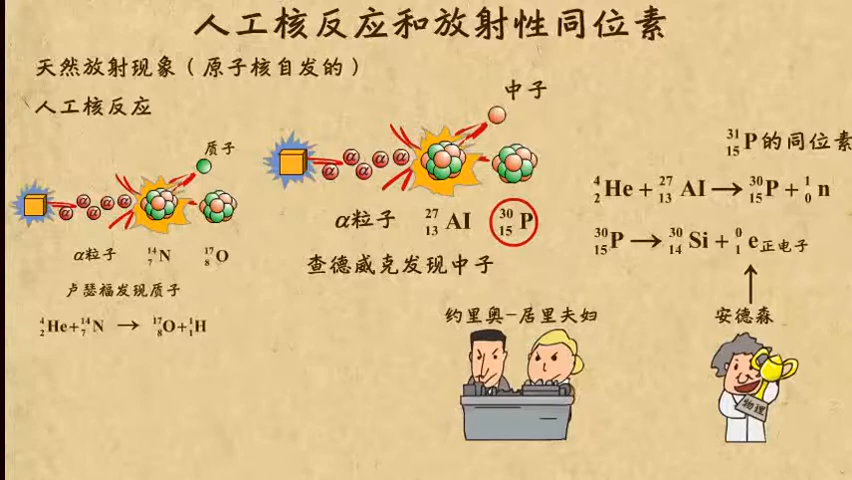 人工核反应和放射性同位素
天然放射现象（原子核自发的）
人工核反应
质子
α α α α α
α粒子 ¹⁴₇N ¹⁷₈O
卢瑟福发现质子
⁴₂He+¹⁴₇N → ¹⁷₈O+¹₁H
中子
α α α α
α粒子 ²⁷₁₃AI ³⁰₁₅P
查德威克发现中子
³¹₁₅P的同位素
⁴₂He+²⁷₁₃AI→³⁰₁₅P+¹₀n
³⁰₁₅P→³⁰₁₄Si+⁰₁e正电子
约里奥-居里夫妇
安德森
物理